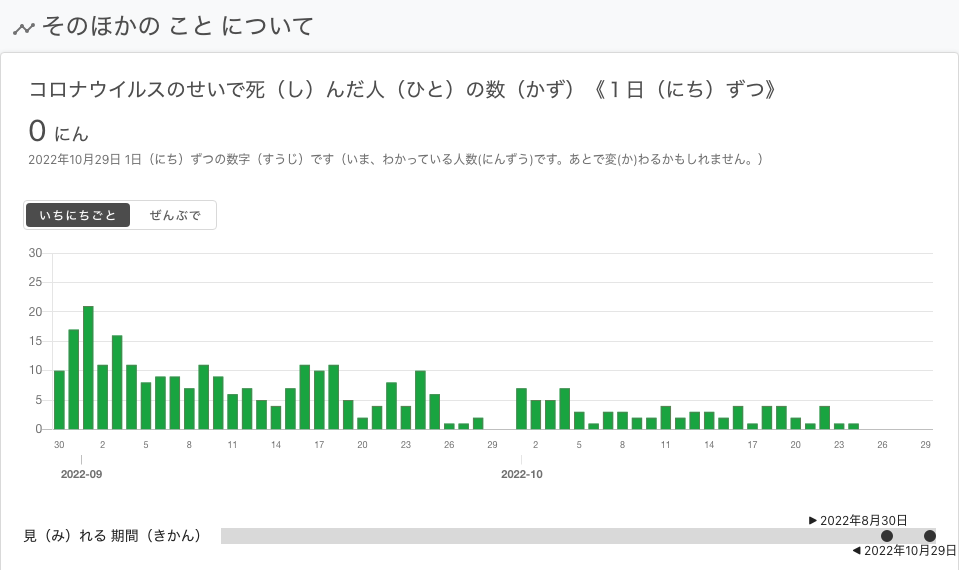 そのほかの こと について
コロナウイルスのせいで死（し）んだ人（ひと）の数（かず）《１日（にち）ずつ》
0 にん
2022年10月29日 1日（にち）ずつの数字（すうじ）です（いま、わかっている人数(にんずう)です。あとで変(か)わるかもしれません。）
いちにちごと ぜんぶで
30
25
20
15
10
5
0
30 2 5 8 11 14 17 20 23 26 29 2 5 8 11 14 17 20 23 26 29
2022-09 2022-10
▶ 2022年8月30日
見（み）れる 期間（きかん）
◀ 2022年10月29日